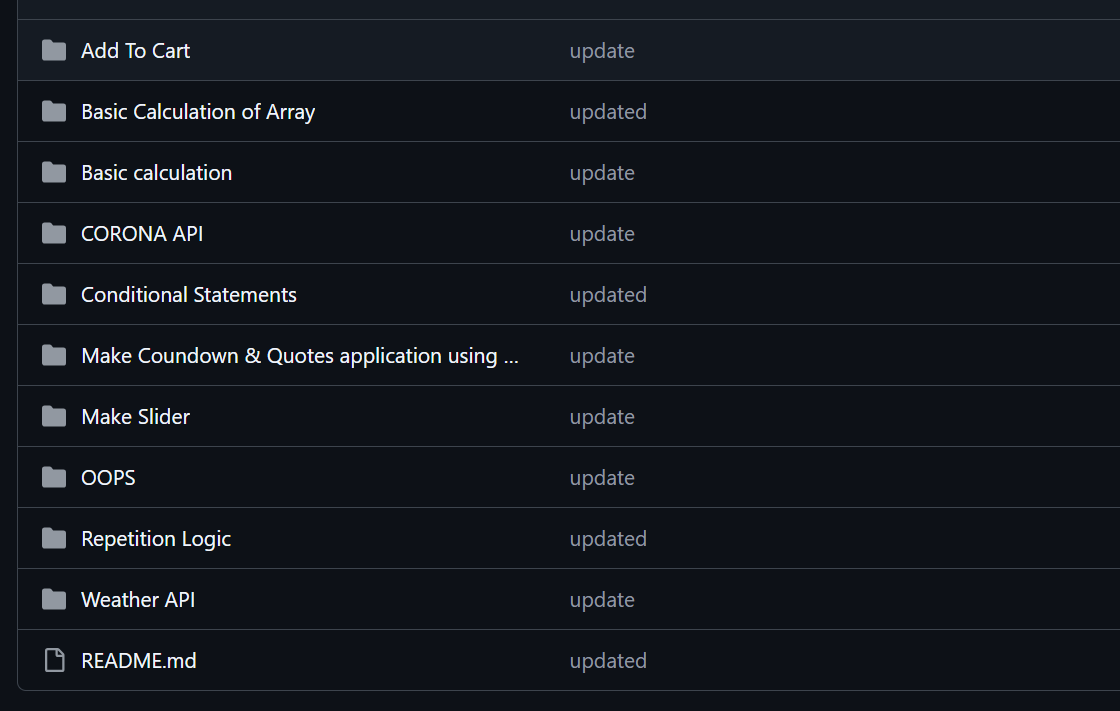 Add To Cart update
Basic Calculation of Array updated
Basic calculation update
CORONA API update
Conditional Statements updated
Make Coundown & Quotes application using ... update
Make Slider update
OOPS update
Repetition Logic updated
Weather API update
README.md updated